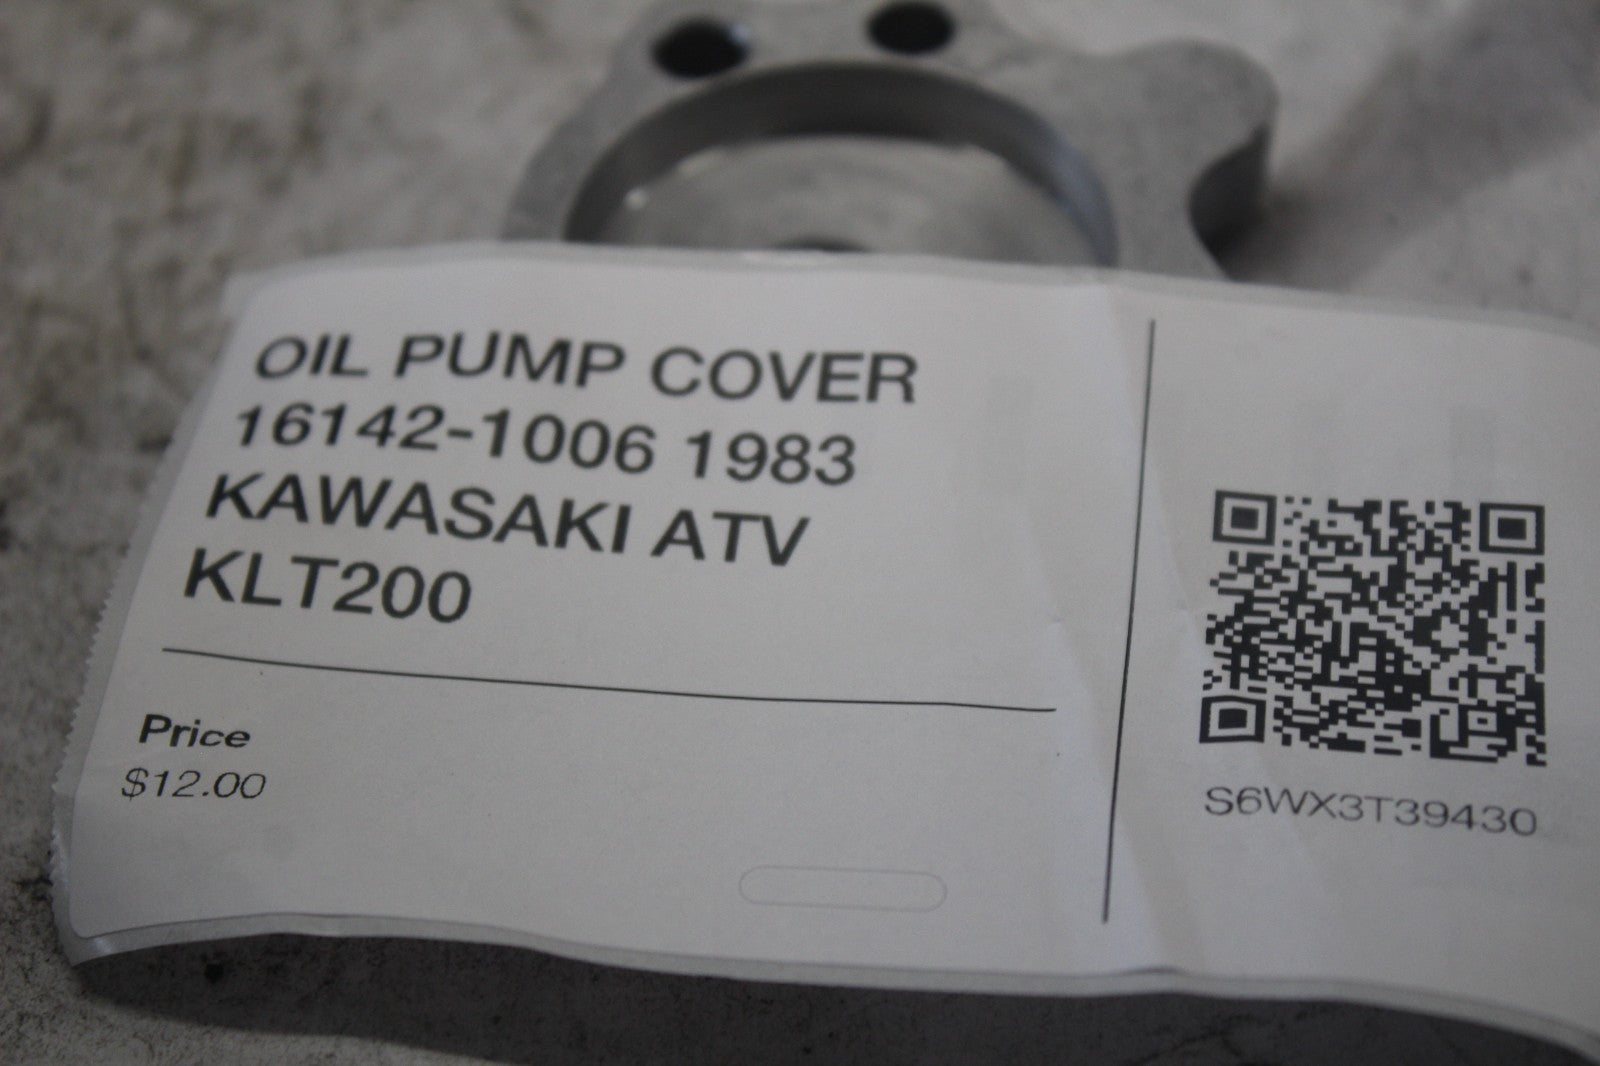 OIL PUMP COVER
16142-1006 1983
KAWASAKI ATV
KLT200
Price
$12.00
S6WX3T39430